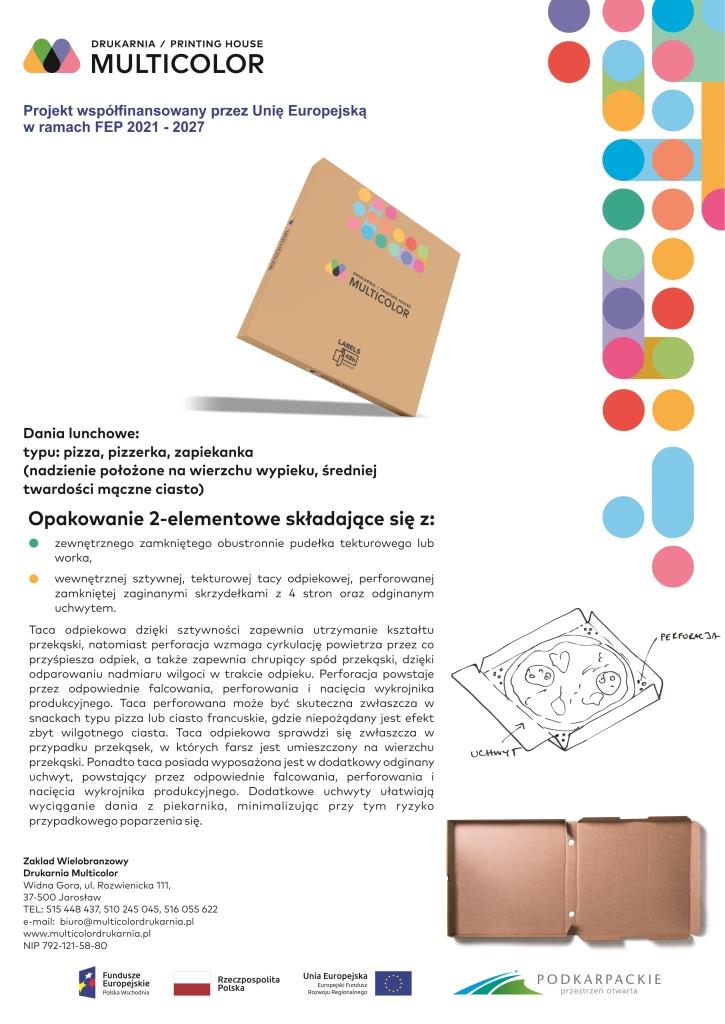 DRUKARNIA / PRINTING HOUSE
MULTICOLOR
Projekt współfinansowany przez Unię Europejską
w ramach FEP 2021 - 2027
DRUKARNIA / PRINTING HOUSE
MULTICOLOR
LABELS
48h
Dania lunchowe:
typu: pizza, pizzerka, zapiekanka
(nadzienie położone na wierzchu wypieku, średniej
twardości mączne ciasto)
Opakowanie 2-elementowe składające się z:
zewnętrznego zamkniętego obustronnie pudełka tekturowego lub
worka,
wewnętrznej sztywnej, tekturowej tacy odpiekowej, perforowanej
zamkniętej zaginanymi skrzydełkami z 4 stron oraz odginanym
uchwytem.
Taca odpiekowa dzięki sztywności zapewnia utrzymanie kształtu
przekąski, natomiast perforacja wzmaga cyrkulację powietrza przez co
przyśpiesza odpiek, a także zapewnia chrupiący spód przekąski, dzięki
odparowaniu nadmiaru wilgoci w trakcie odpieku. Perforacja powstaje
przez odpowiednie falcowania, perforowania i nacięcia wykrojnika
produkcyjnego. Taca perforowana może być skuteczna zwłaszcza w
snackach typu pizza lub ciasto francuskie, gdzie niepożądany jest efekt
zbyt wilgotnego ciasta. Taca odpiekowa sprawdzi się zwłaszcza w
przypadku przekąsek, w których farsz jest umieszczony na wierzchu
przekąski. Ponadto taca posiada wyposażona jest w dodatkowy odginany
uchwyt, powstający przez odpowiednie falcowania, perforowania i
nacięcia wykrojnika produkcyjnego. Dodatkowe uchwyty ułatwiają
wyciąganie dania z piekarnika, minimalizując przy tym ryzyko
przypadkowego poparzenia się.
PERFORACJA
UCHWYT
Zakład Wielobranzowy
Drukarnia Multicolor
Widna Gora, ul. Rozwienicka 111,
37-500 Jarosław
TEL: 515 448 437, 510 245 045, 516 055 622
e-mail: biuro@multicolordrukarnia.pl
www.multicolordrukarnia.pl
NIP 792-121-58-80
Fundusze
Europejskie
Polska Wschodnia
Rzeczpospolita
Polska
Unia Europejska
Europejski Fundusz
Rozwoju Regionalnego
PODKARPACKIE
przestrzeń otwarta